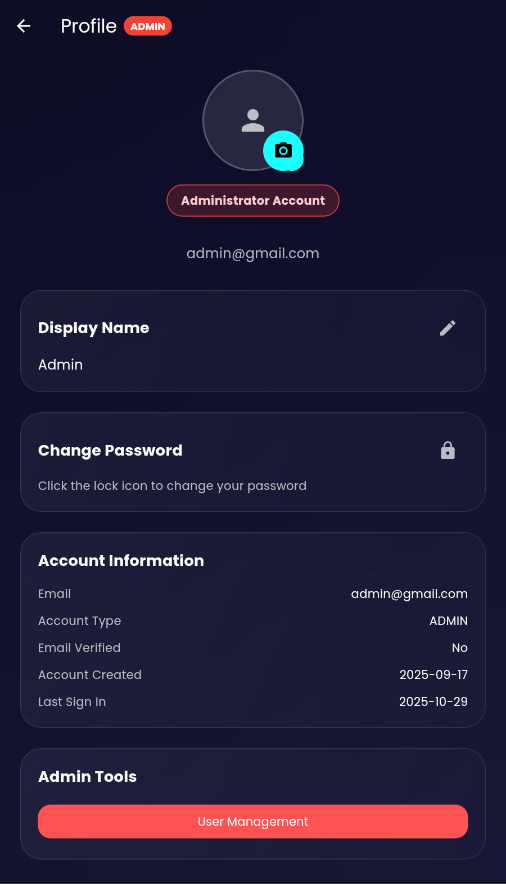 Profile ADMIN
Administrator Account
admin@gmail.com
Display Name
Admin
Change Password
Click the lock icon to change your password
Account Information
Email admin@gmail.com
Account Type ADMIN
Email Verified No
Account Created 2025-09-17
Last Sign In 2025-10-29
Admin Tools
User Management